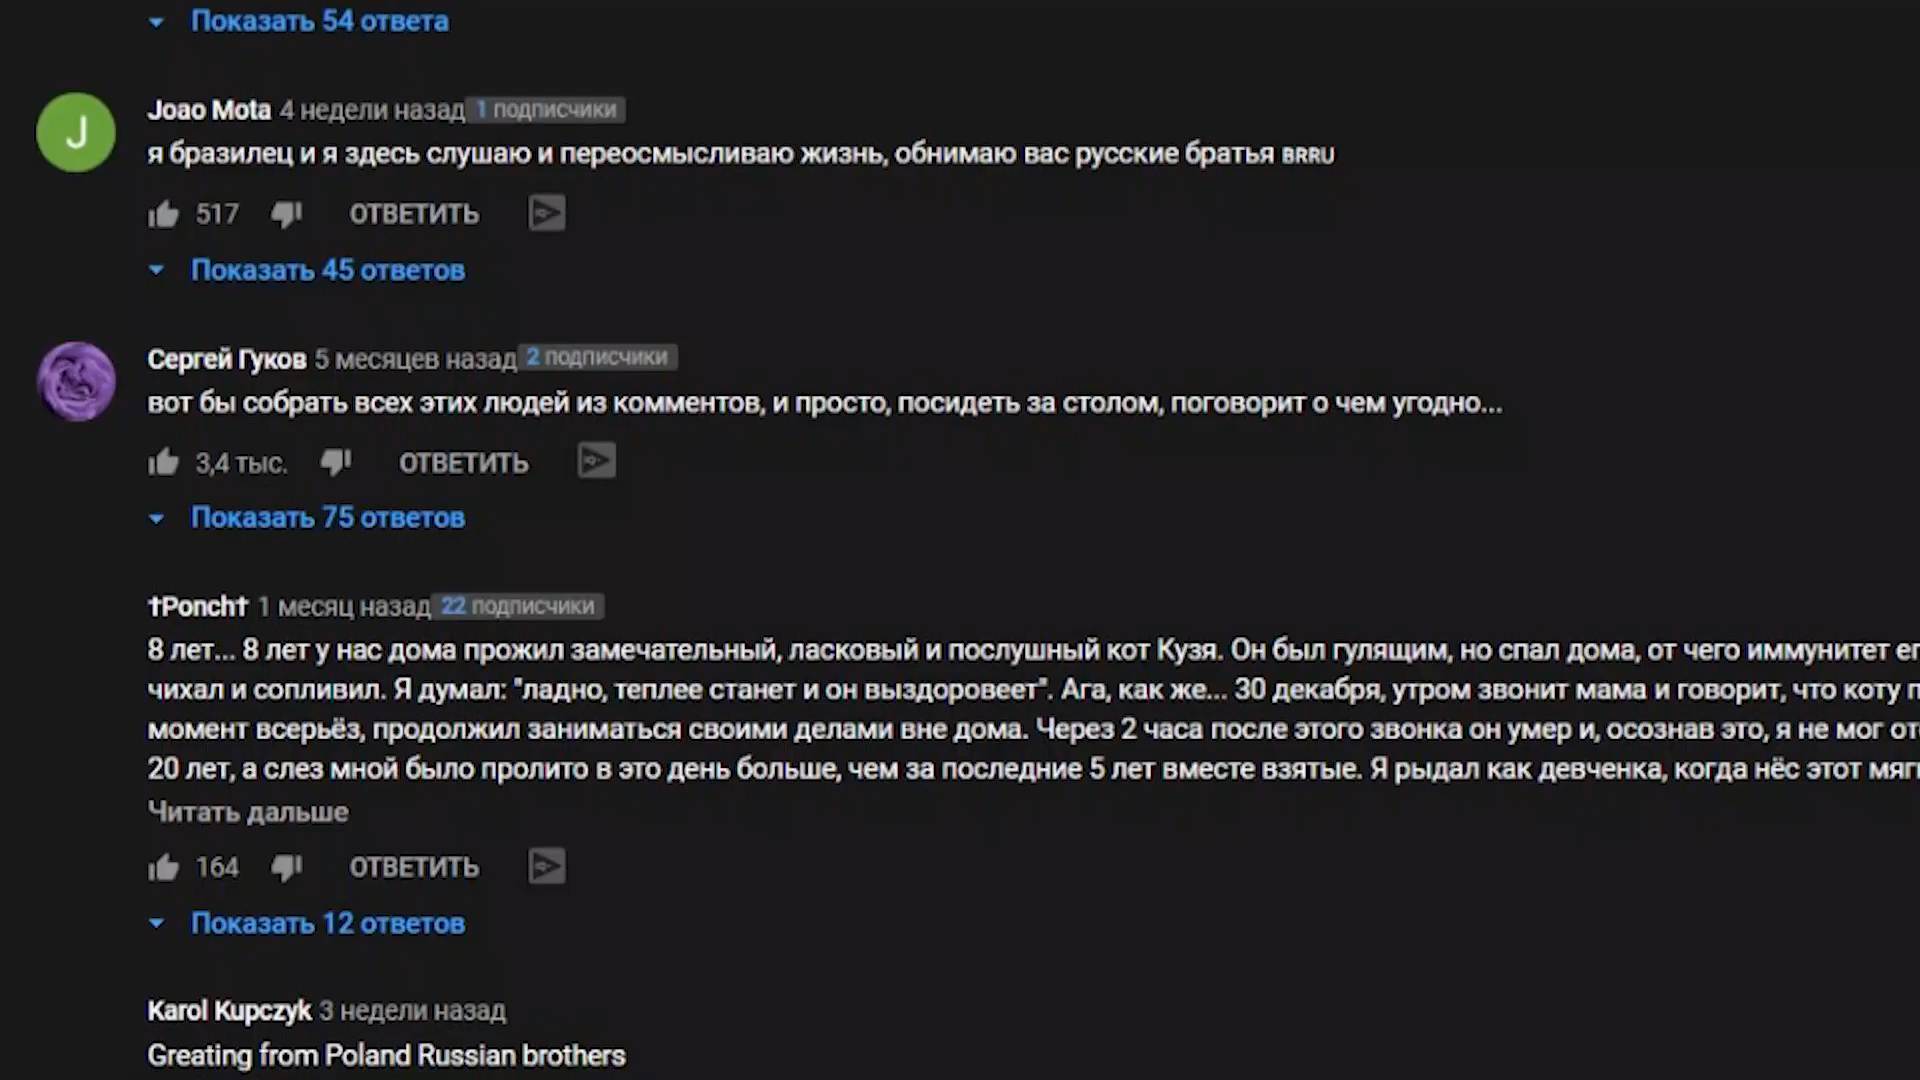 Показать 54 ответа
Joao Mota 4 недели назад 1 подписчики
J
я бразилец и я здесь слушаю и переосмысливаю жизнь, обнимаю вас русские братья BRRU
517 ОТВЕТИТЬ
Показать 45 ответов
Сергей Гуков 5 месяцев назад 2 подписчики
вот бы собрать всех этих людей из комментов, и просто, посидеть за столом, поговорит о чем угодно...
3,4 тыс. ОТВЕТИТЬ
Показать 75 ответов
†Poncht 1 месяц назад 22 подписчики
8 лет... 8 лет у нас дома прожил замечательный, ласковый и послушный кот Кузя. Он был гулящим, но спал дома, от чего иммунитет ег
чихал и сопливил. Я думал: "ладно, теплее станет и он выздоровеет". Ага, как же... 30 декабря, утром звонит мама и говорит, что коту п
момент всерьёз, продолжил заниматься своими делами вне дома. Через 2 часа после этого звонка он умер и, осознав это, я не мог от
20 лет, а слез мной было пролито в это день больше, чем за последние 5 лет вместе взятые. Я рыдал как девченка, когда нёс этот мяг
Читать дальше
164 ОТВЕТИТЬ
Показать 12 ответов
Karol Kupczyk 3 недели назад
Greating from Poland Russian brothers